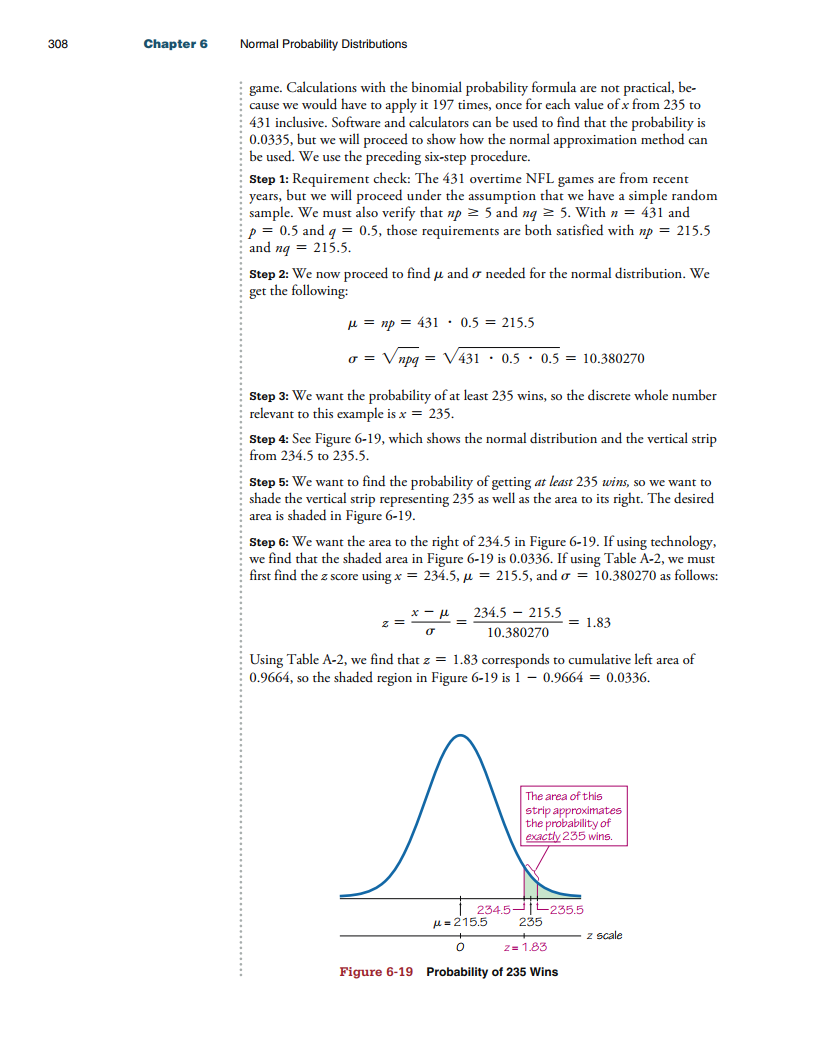 308 Chapter 6 Normal Probability Distributions
game. Calculations with the binomial probability formula are not practical, be-
cause we would have to apply it 197 times, once for each value of x from 235 to
431 inclusive. Software and calculators can be used to find that the probability is
0.0335, but we will proceed to show how the normal approximation method can
be used. We use the preceding six-step procedure.
Step 1: Requirement check: The 431 overtime NFL games are from recent
years, but we will proceed under the assumption that we have a simple random
sample. We must also verify that np ≥ 5 and nq ≥ 5. With n = 431 and
p = 0.5 and q = 0.5, those requirements are both satisfied with np = 215.5
and nq = 215.5.
Step 2: We now proceed to find μ and σ needed for the normal distribution. We
get the following:
μ = np = 431 · 0.5 = 215.5
σ = √npq = √431 · 0.5 · 0.5 = 10.380270
Step 3: We want the probability of at least 235 wins, so the discrete whole number
relevant to this example is x = 235.
Step 4: See Figure 6-19, which shows the normal distribution and the vertical strip
from 234.5 to 235.5.
Step 5: We want to find the probability of getting at least 235 wins, so we want to
shade the vertical strip representing 235 as well as the area to its right. The desired
area is shaded in Figure 6-19.
Step 6: We want the area to the right of 234.5 in Figure 6-19. If using technology,
we find that the shaded area in Figure 6-19 is 0.0336. If using Table A-2, we must
first find the z score using x = 234.5, μ = 215.5, and σ = 10.380270 as follows:
z = (x − μ)/σ = (234.5 − 215.5)/10.380270 = 1.83
Using Table A-2, we find that z = 1.83 corresponds to cumulative left area of
0.9664, so the shaded region in Figure 6-19 is 1 − 0.9664 = 0.0336.
The area of this
strip approximates
the probability of
exactly 235 wins.
234.5 235.5
μ = 215.5 235
z scale
0 z = 1.83
Figure 6-19 Probability of 235 Wins